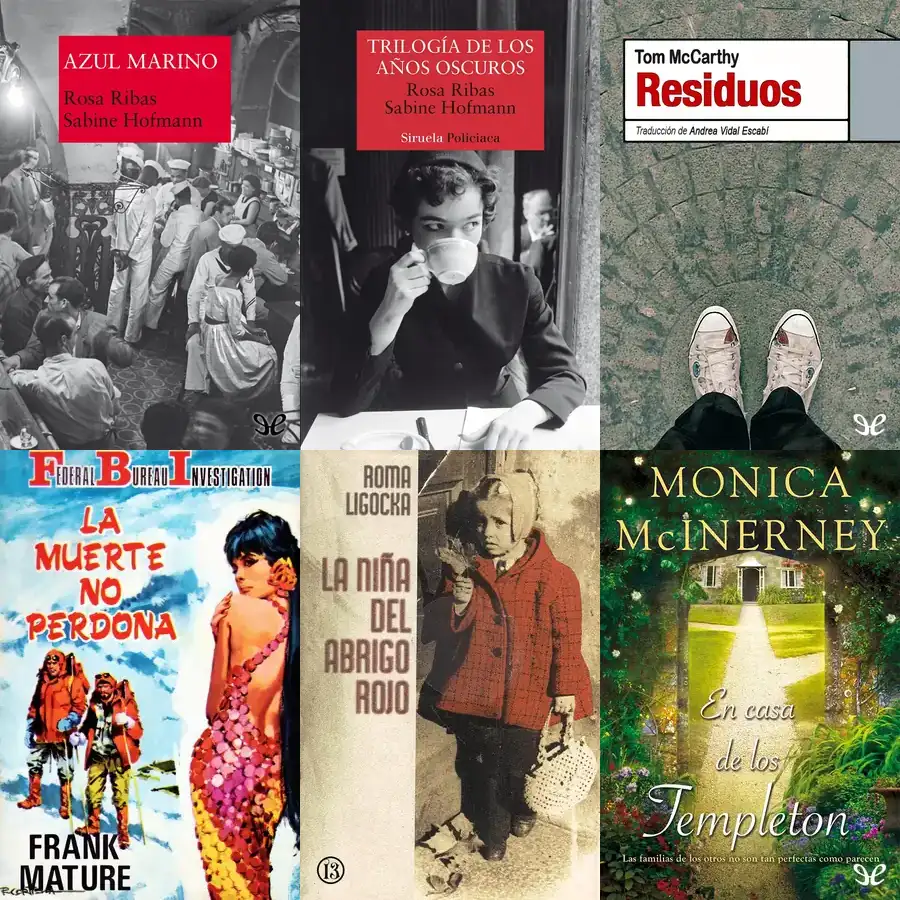 AZUL MARINO
Rosa Ribas
Sabine Hofmann
TRILOGÍA DE LOS
AÑOS OSCUROS
Rosa Ribas
Sabine Hofmann
Siruela Policiaca
Tom McCarthy
Residuos
Traducción de Andrea Vidal Escabí
FEDERAL BUREAU INVESTIGATION
LA
MUERTE
NO
PERDONA
FRANK
MATURE
ROMA
LIGOCKA
LA NIÑA
DEL
ABRIGO
ROJO
13
MONICA
McINERNEY
En casa
de los
Templeton
Las familias de los otros no son tan perfectas como parecen